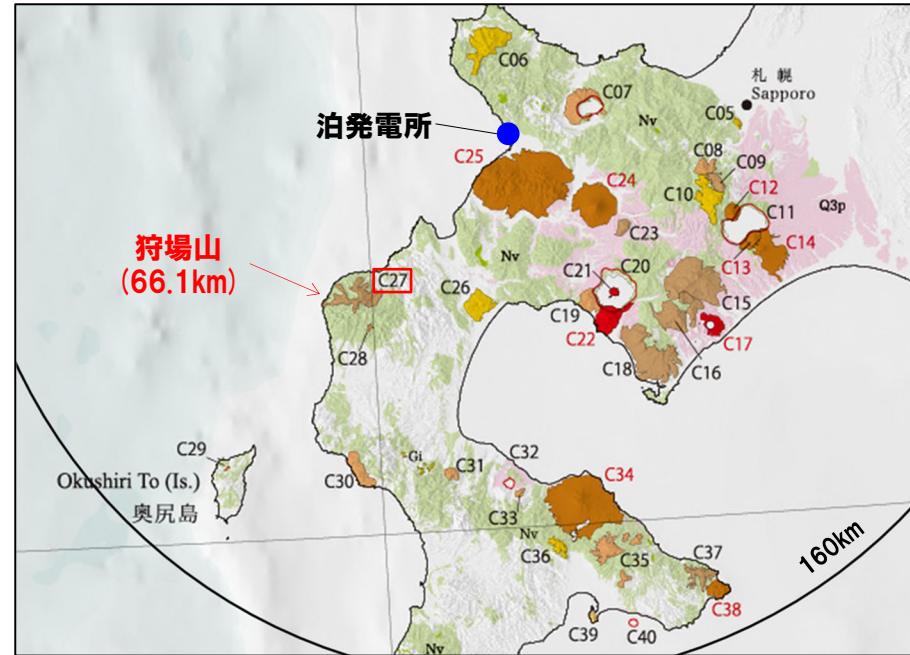 C06
札幌
Sapporo
C07
C05
Nv
泊発電所
C25
C08
C09
C24
C10
C12
C11
Q3p
C23
C14
C13
狩場山
(66.1km)
Nv
C21
C20
C27
C26
C19
C15
C22
C17
C28
C18
C16
C29
C32
Gi
C31
C34
Okushiri To (Is.)
C30
奥尻島
C33
Nv
C36
C35
C37
160km
C38
C39
C40
Nv